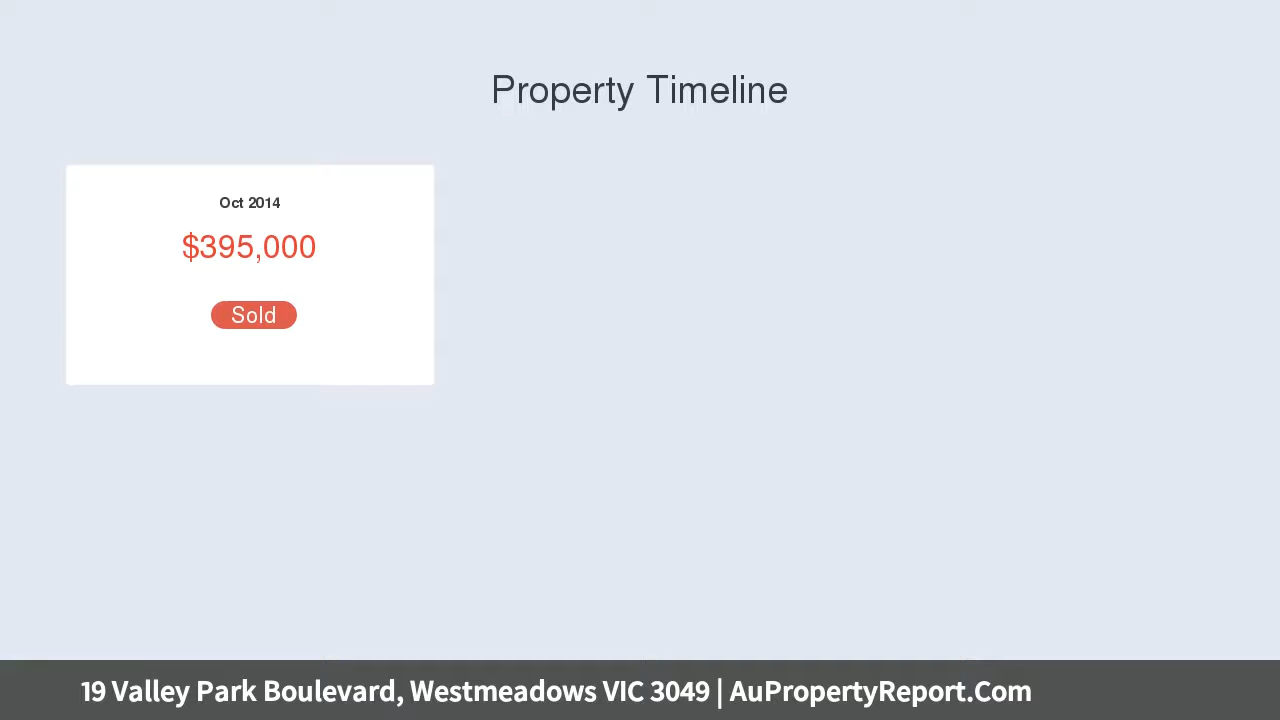 Property Timeline
Oct 2014
$395,000
Sold
19 Valley Park Boulevard, Westmeadows VIC 3049 | AuPropertyReport.Com